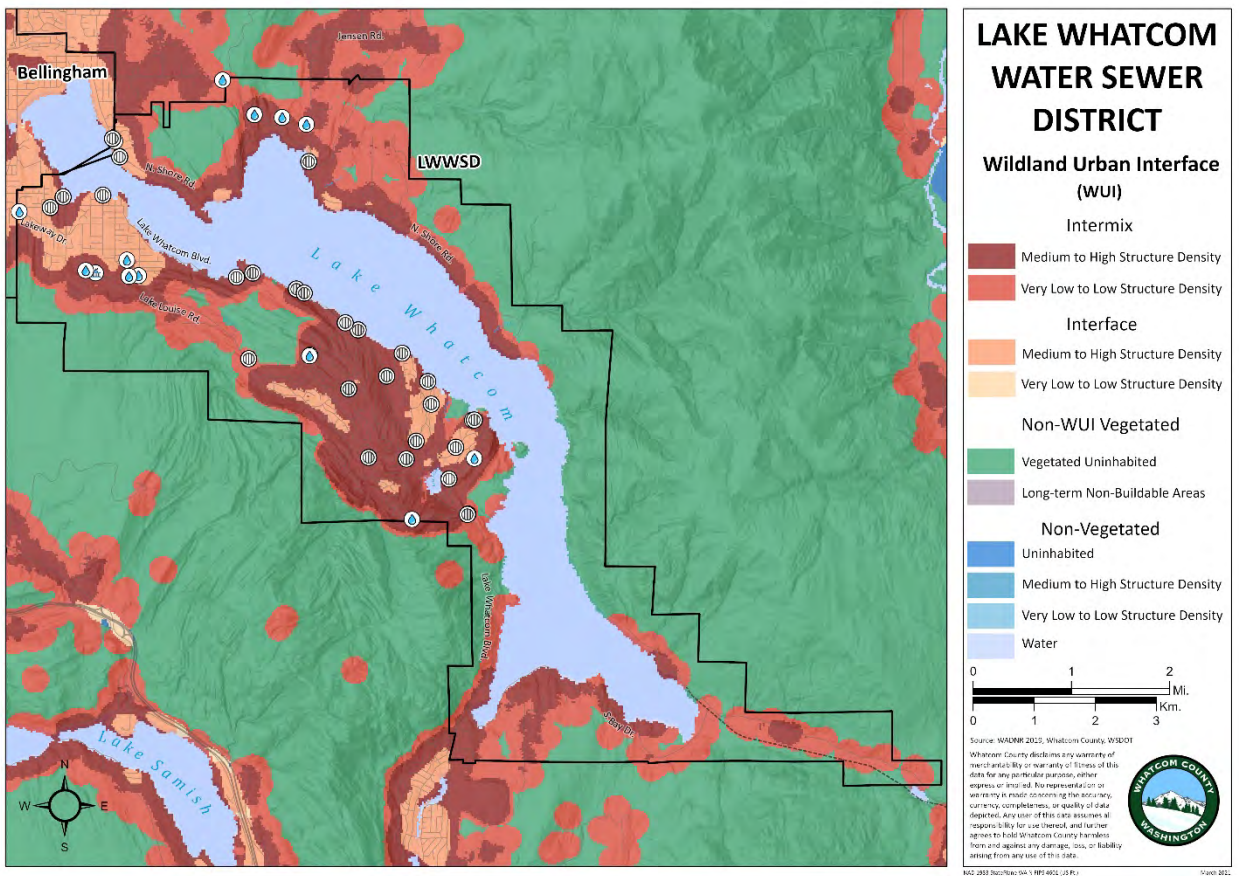 Bellingham
Jensen Rd.
LWWSD
N. Shore Rd.
Lakeway Dr.
Lake Whatcom Blvd.
N. Shore Rd.
Lake Whatcom
Lake Louise Rd.
Lake Whatcom Blvd.
S Bay Dr.
Lake Samish
N
W E
S
LAKE WHATCOM
WATER SEWER
DISTRICT
Wildland Urban Interface
(WUI)
Intermix
Medium to High Structure Density
Very Low to Low Structure Density
Interface
Medium to High Structure Density
Very Low to Low Structure Density
Non-WUI Vegetated
Vegetated Uninhabited
Long-term Non-Buildable Areas
Non-Vegetated
Uninhabited
Medium to High Structure Density
Very Low to Low Structure Density
Water
0 1 2
Mi.
Km.
0 1 2 3
Source: WADNR 2019, Whatcom County, WSDOT
Whatcom County disclaims any warranty of
merchantability or warranty of fitness of this
data for any particular purpose, either
express or implied. No representation or
warranty is made concerning the accuracy,
currency, completeness, or quality of data
depicted. Any user of this data assumes all
responsibility for use thereof, and further
agrees to hold Whatcom County harmless
from and against any damage, loss, or liability
arising from any use of this data.
WHATCOM COUNTY
WASHINGTON
March 2021